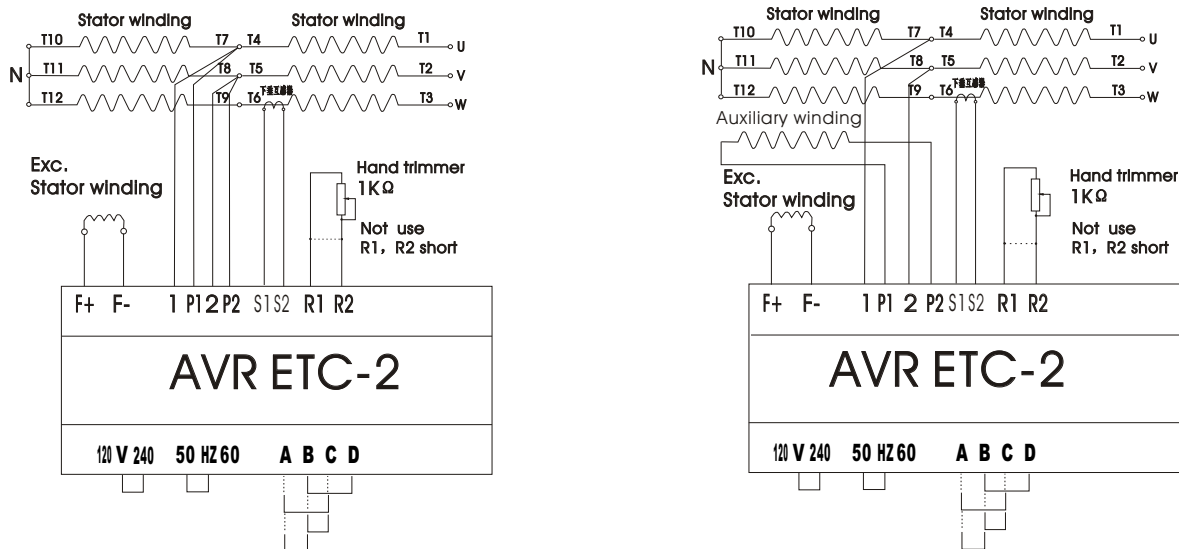 Stator winding Stator winding
T10 T7 T4 T1 U
N T11 T8 T5 T2 V
T12 T9 T6 T3 W
Exc.
Stator winding
Hand trimmer
1KΩ
Not use
R1, R2 short
F+ F- 1 P1 2 P2 S1 S2 R1 R2
AVR ETC-2
120 V 240 50 HZ 60 A B C D
Stator winding Stator winding
T10 T7 T4 T1 U
N T11 T8 T5 T2 V
T12 T9 T6 T3 W
Auxiliary winding
Exc.
Stator winding
Hand trimmer
1KΩ
Not use
R1, R2 short
F+ F- 1 P1 2 P2 S1 S2 R1 R2
AVR ETC-2
120 V 240 50 HZ 60 A B C D